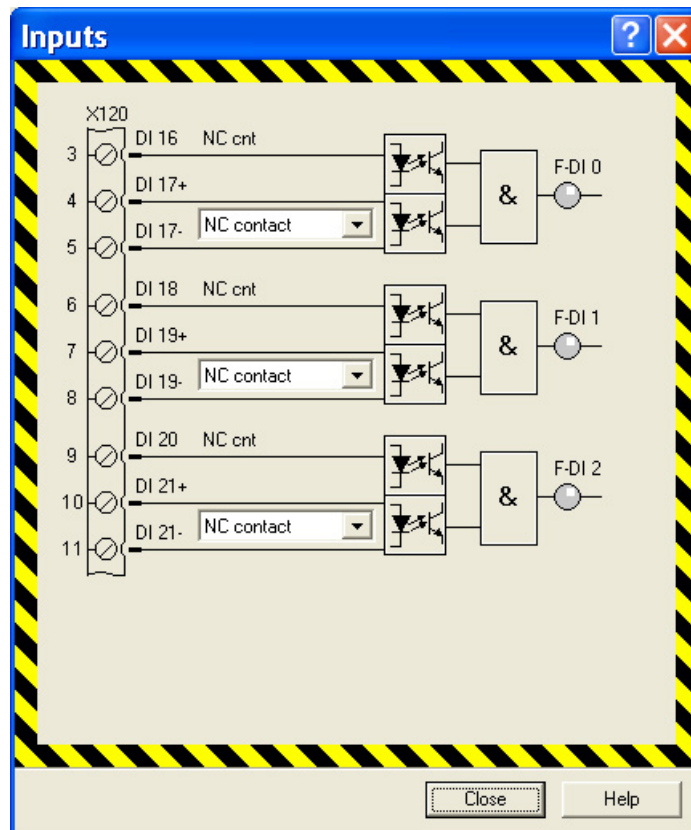 Inputs
X120
3 DI 16 NC cnt
F-DI 0
4 DI 17+
&
5 DI 17- NC contact
6 DI 18 NC cnt
F-DI 1
7 DI 19+
&
8 DI 19- NC contact
9 DI 20 NC cnt
F-DI 2
10 DI 21+
&
11 DI 21- NC contact
Close Help